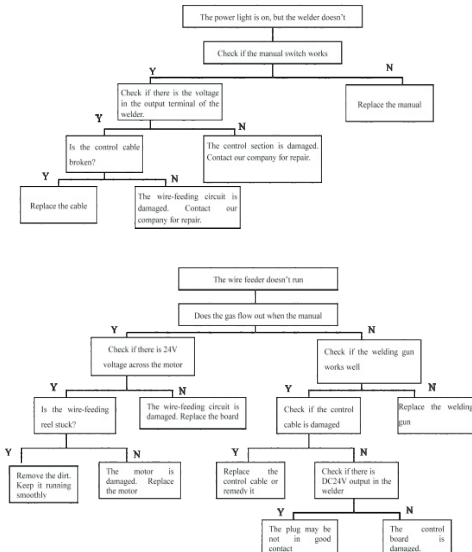 The power light is on, but the welder doesn't
Check if the manual switch works
Y
N
Check if there is the voltage
in the output terminal of the
welder.
Replace the manual
Y
N
Is the control cable
broken?
The control section is damaged.
Contact our company for repair.
Y
N
Replace the cable
The wire-feeding circuit is
damaged. Contact our
company for repair.
The wire feeder doesn't run
Does the gas flow out when the manual
Y
N
Check if there is 24V
voltage across the motor
Check if the welding gun
works well
Y
N
Y
N
Is the wire-feeding
reel stuck?
The wire-feeding circuit is
damaged. Replace the board
Check if the control
cable is damaged
Replace the welding
gun
Y
N
Y
N
Remove the dirt.
Keep it running
smoothly
The motor is
damaged. Replace
the motor
Replace the
control cable or
remedy it
Check if there is
DC24V output in the
welder
Y
N
The plug may be
not in good
contact
The control
board is
damaged.